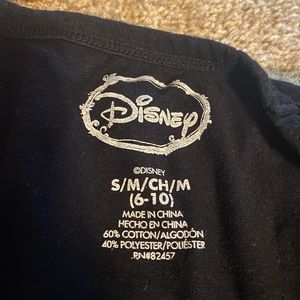 Disney
©DISNEY
S/M/CH/M
(6-10)
MADE IN CHINA
HECHO EN CHINA
60% COTTON/ALGODÓN
40% POLYESTER/POLIÉSTER
RN#82457